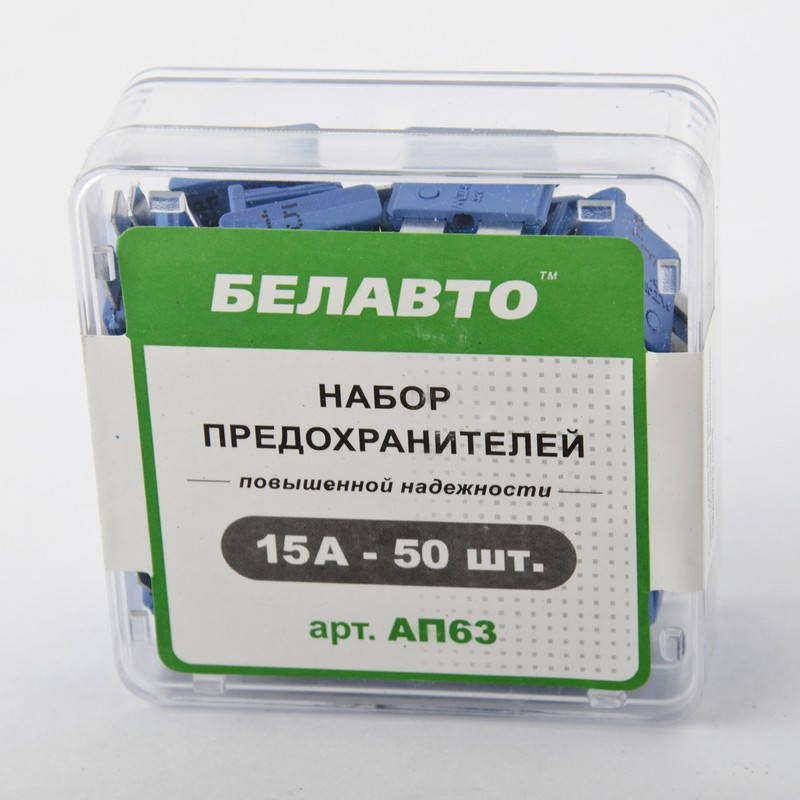 БЕЛАВТО™
НАБОР
ПРЕДОХРАНИТЕЛЕЙ
повышенной надежности
15А - 50 шт.
арт. АП63